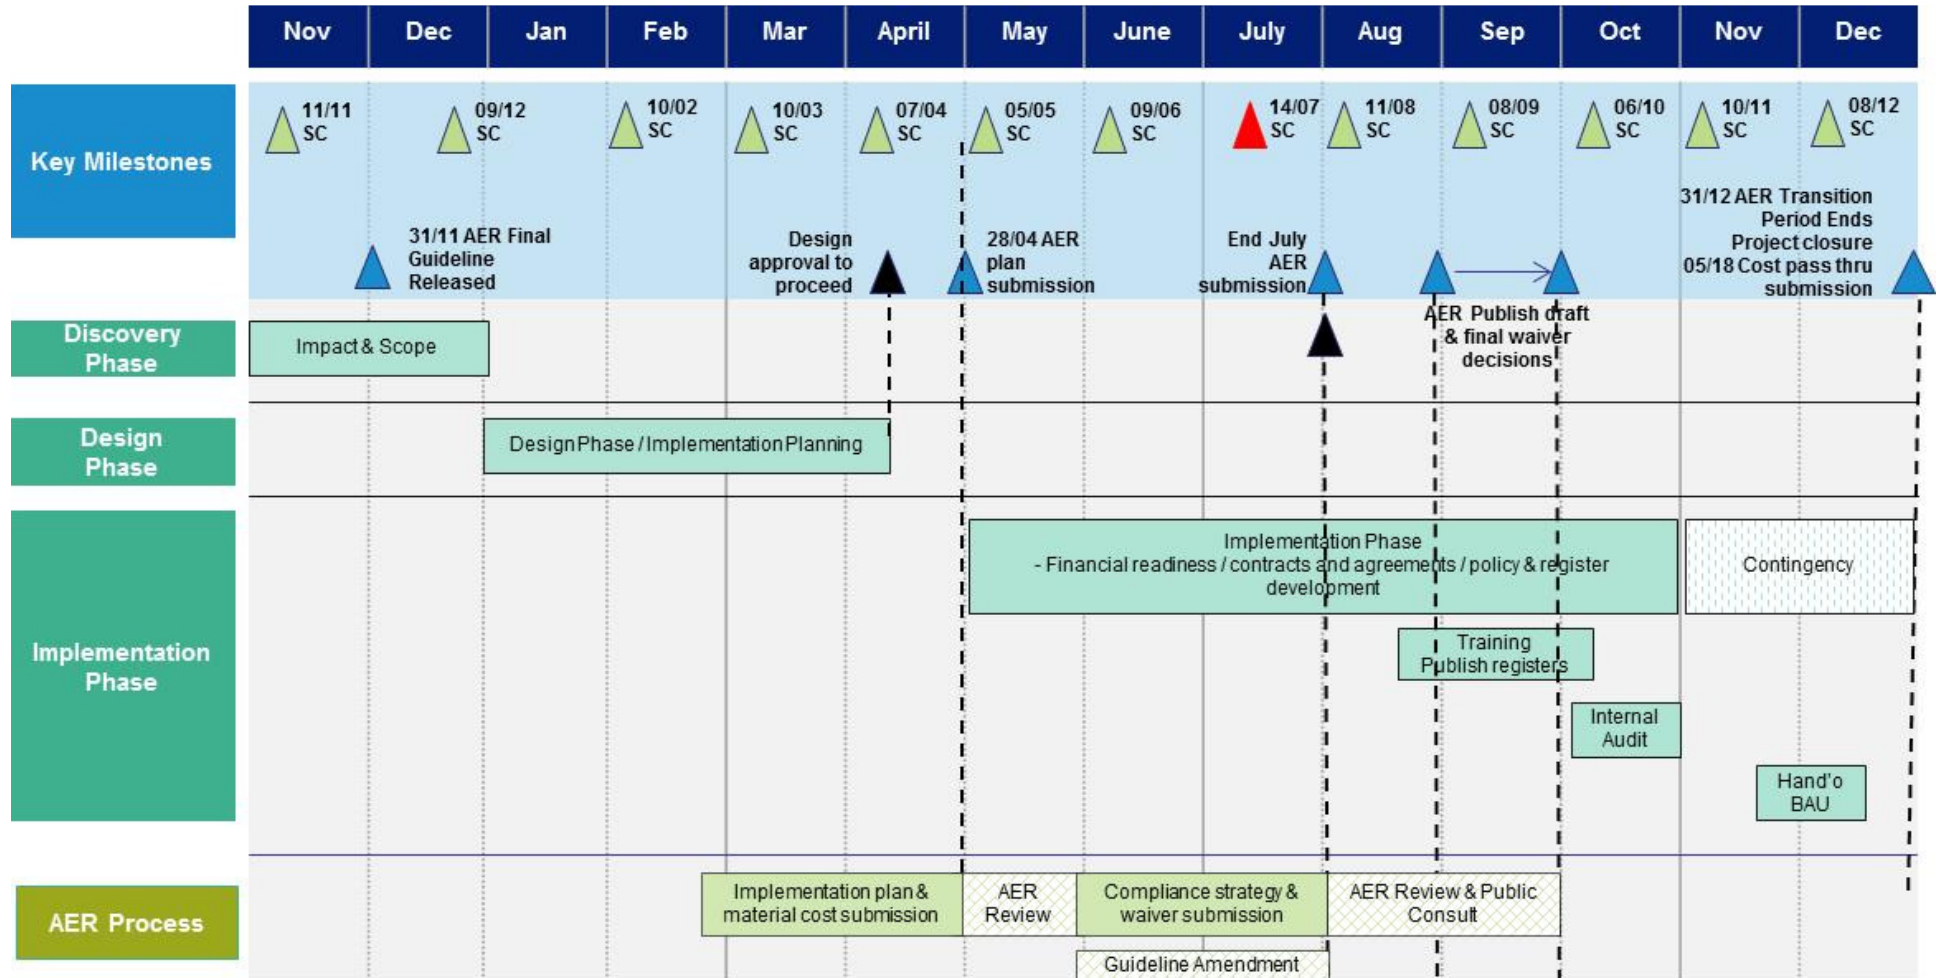 Nov Dec Jan Feb Mar April May June July Aug Sep Oct Nov Dec
Key Milestones
11/11
SC
09/12
SC
10/02
SC
10/03
SC
07/04
SC
05/05
SC
09/06
SC
14/07
SC
11/08
SC
08/09
SC
06/10
SC
10/11
SC
08/12
SC
31/11 AER Final
Guideline
Released
Design
approval to
proceed
28/04 AER
plan
submission
End July
AER
submission
AER Publish draft
& final waiver
decisions
31/12 AER Transition
Period Ends
Project closure
05/18 Cost pass thru
submission
Discovery
Phase
Impact & Scope
Design
Phase
Design Phase / Implementation Planning
Implementation
Phase
Implementation Phase
- Financial readiness / contracts and agreements / policy & register
development
Contingency
Training
Publish registers
Internal
Audit
Hand'o
BAU
AER Process
Implementation plan &
material cost submission
AER
Review
Compliance strategy &
waiver submission
AER Review & Public
Consult
Guideline Amendment